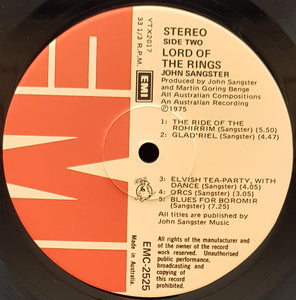 STEREO
SIDE TWO
LORD OF
THE RINGS
JOHN SANGSTER
Produced by John Sangster
and Martin Goring Benge
All Australian Compositions
An Australian Recording
℗1975
YTX2017
33 1/3 R.P.M.
EMI
1: THE RIDE OF THE
ROHIRRIM (Sangster) (5.50)
2: GLAD'RIEL (Sangster) (4.47)
3: ELVISH TEA-PARTY, WITH
DANCE (Sangster) (4.05)
4: ORCS (Sangster) (3.05)
5: BLUES FOR BOROMIR
(Sangster) (7.25)
All titles are published by
John Sangster Music
EMC-2525
Made in Australia.
All rights of the manufacturer and
of the owner of the recorded
work reserved. Unauthorised
public performance,
broadcasting and copying
of this record
prohibited.
EMI